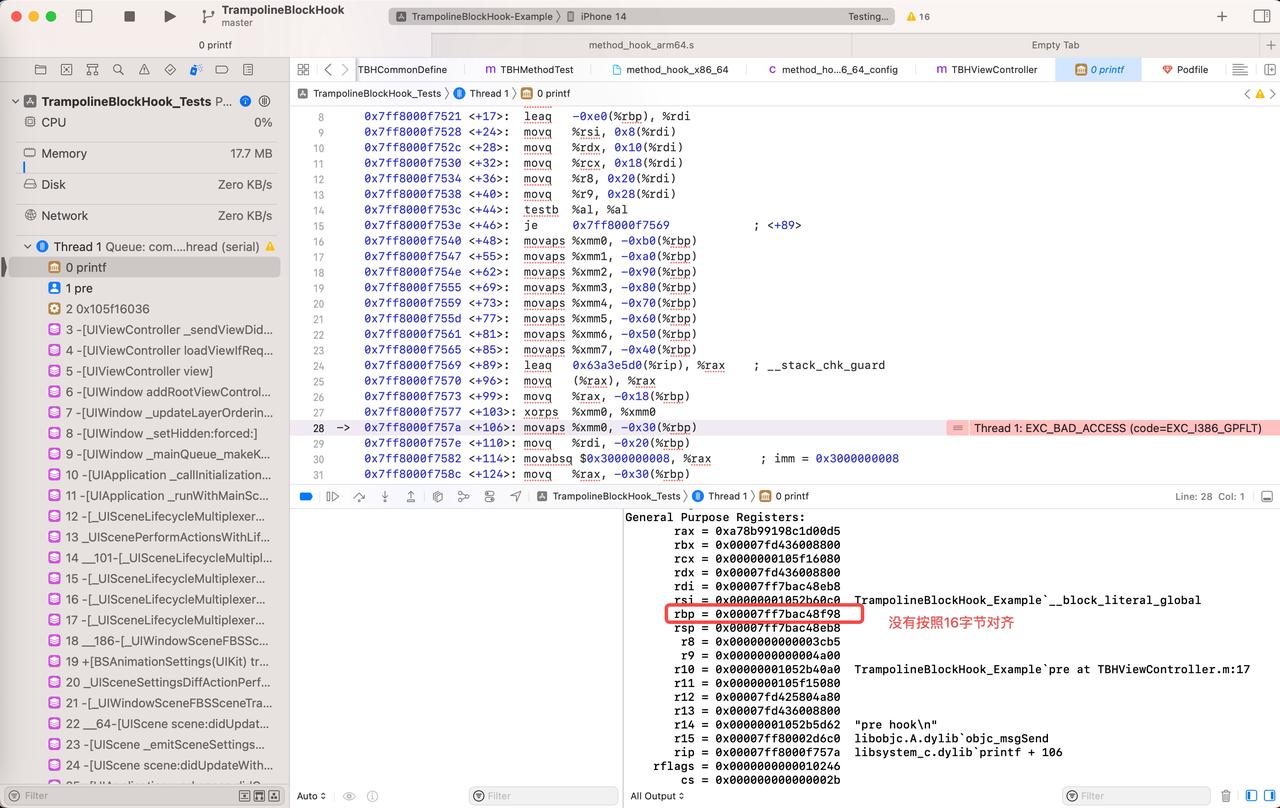 TrampolineBlockHook
master
TrampolineBlockHook-Example 〉 iPhone 14
Testing...
16
0 printf
method_hook_arm64.s
Empty Tab
TBHCommonDefine
m TBHMethodTest
method_hook_x86_64
C method_ho...6_64_config
m TBHViewController
0 printf
Podfile
TrampolineBlockHook_Tests 〉 Thread 1 〉 0 printf
TrampolineBlockHook_Tests P...
CPU 0%
Memory 17.7 MB
Disk Zero KB/s
Network Zero KB/s
Thread 1 Queue: com....hread (serial)
0 printf
1 pre
2 0x105f16036
3 -[UIViewController _sendViewDid...
4 -[UIViewController loadViewIfReq...
5 -[UIViewController view]
6 -[UIWindow addRootViewControl...
7 -[UIWindow _updateLayerOrderin...
8 -[UIWindow _setHidden:forced:]
9 -[UIWindow _mainQueue_makeK...
10 -[UIApplication _callInitialization...
11 -[UIApplication _runWithMainSc...
12 -[_UISceneLifecycleMultiplexer...
13 _UIScenePerformActionsWithLif...
14 __101-[_UISceneLifecycleMultipl...
15 -[_UISceneLifecycleMultiplexer...
16 -[_UISceneLifecycleMultiplexer...
17 -[_UISceneLifecycleMultiplexer...
18 __186-[_UIWindowSceneFBSSc...
19 +[BSAnimationSettings(UIKit) tr...
20 _UISceneSettingsDiffActionPerf...
21 -[_UIWindowSceneFBSSceneTra...
22 __64-[UIScene scene:didUpdat...
23 -[UIScene _emitSceneSettings...
24 -[UIScene scene:didUpdateWith...
Filter
8 0x7ff8000f7521 <+17>: leaq -0xe0(%rbp), %rdi
9 0x7ff8000f7528 <+24>: movq %rsi, 0x8(%rdi)
10 0x7ff8000f752c <+28>: movq %rdx, 0x10(%rdi)
11 0x7ff8000f7530 <+32>: movq %rcx, 0x18(%rdi)
12 0x7ff8000f7534 <+36>: movq %r8, 0x20(%rdi)
13 0x7ff8000f7538 <+40>: movq %r9, 0x28(%rdi)
14 0x7ff8000f753c <+44>: testb %al, %al
15 0x7ff8000f753e <+46>: je 0x7ff8000f7569 ; <+89>
16 0x7ff8000f7540 <+48>: movaps %xmm0, -0xb0(%rbp)
17 0x7ff8000f7547 <+55>: movaps %xmm1, -0xa0(%rbp)
18 0x7ff8000f754e <+62>: movaps %xmm2, -0x90(%rbp)
19 0x7ff8000f7555 <+69>: movaps %xmm3, -0x80(%rbp)
20 0x7ff8000f7559 <+73>: movaps %xmm4, -0x70(%rbp)
21 0x7ff8000f755d <+77>: movaps %xmm5, -0x60(%rbp)
22 0x7ff8000f7561 <+81>: movaps %xmm6, -0x50(%rbp)
23 0x7ff8000f7565 <+85>: movaps %xmm7, -0x40(%rbp)
24 0x7ff8000f7569 <+89>: leaq 0x63a3e5d0(%rip), %rax ; __stack_chk_guard
25 0x7ff8000f7570 <+96>: movq (%rax), %rax
26 0x7ff8000f7573 <+99>: movq %rax, -0x18(%rbp)
27 0x7ff8000f7577 <+103>: xorps %xmm0, %xmm0
28 -> 0x7ff8000f757a <+106>: movaps %xmm0, -0x30(%rbp) Thread 1: EXC_BAD_ACCESS (code=EXC_I386_GPFLT)
29 0x7ff8000f757e <+110>: movq %rdi, -0x20(%rbp)
30 0x7ff8000f7582 <+114>: movabsq $0x3000000008, %rax ; imm = 0x3000000008
31 0x7ff8000f758c <+124>: movq %rax, -0x30(%rbp)
TrampolineBlockHook_Tests 〉 Thread 1 〉 0 printf
Line: 28 Col: 1
General Purpose Registers:
rax = 0xa78b99198c1d00d5
rbx = 0x00007fd436008800
rcx = 0x0000000105f16080
rdx = 0x00007fd436008800
rdi = 0x00007ff7bac48eb8
rsi = 0x00000001052b60c0 TrampolineBlockHook_Example`__block_literal_global
rbp = 0x00007ff7bac48f98
没有按照16字节对齐
rsp = 0x00007ff7bac48eb8
r8 = 0x0000000000003cb5
r9 = 0x0000000000004a00
r10 = 0x00000001052b40a0 TrampolineBlockHook_Example`pre at TBHViewController.m:17
r11 = 0x0000000105f15080
r12 = 0x00007fd425804a80
r13 = 0x00007fd436008800
r14 = 0x00000001052b5d62 "pre hook\n"
r15 = 0x00007ff80002d6c0 libobjc.A.dylib`objc_msgSend
rip = 0x00007ff8000f757a libsystem_c.dylib`printf + 106
rflags = 0x0000000000010246
cs = 0x000000000000002b
Auto
Filter
All Output
Filter